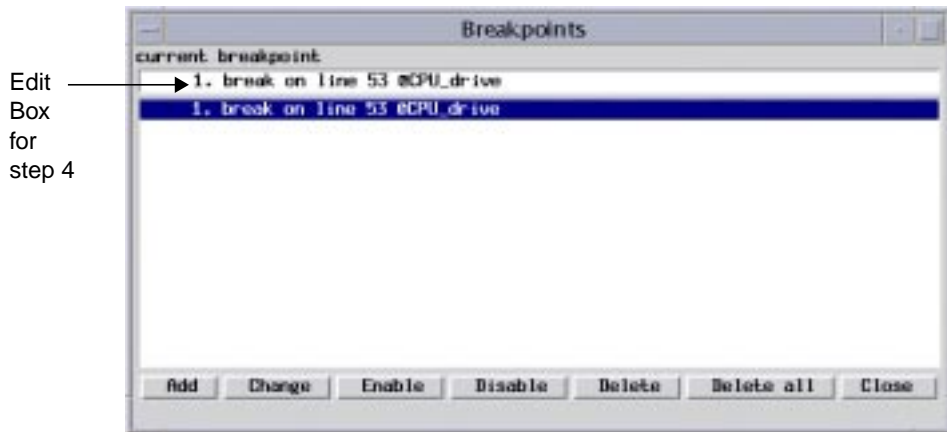 Breakpoints
current breakpoint
Edit
Box
for
step 4
1. break on line 53 @CPU_drive
1. break on line 53 @CPU_drive
Add Change Enable Disable Delete Delete all Close